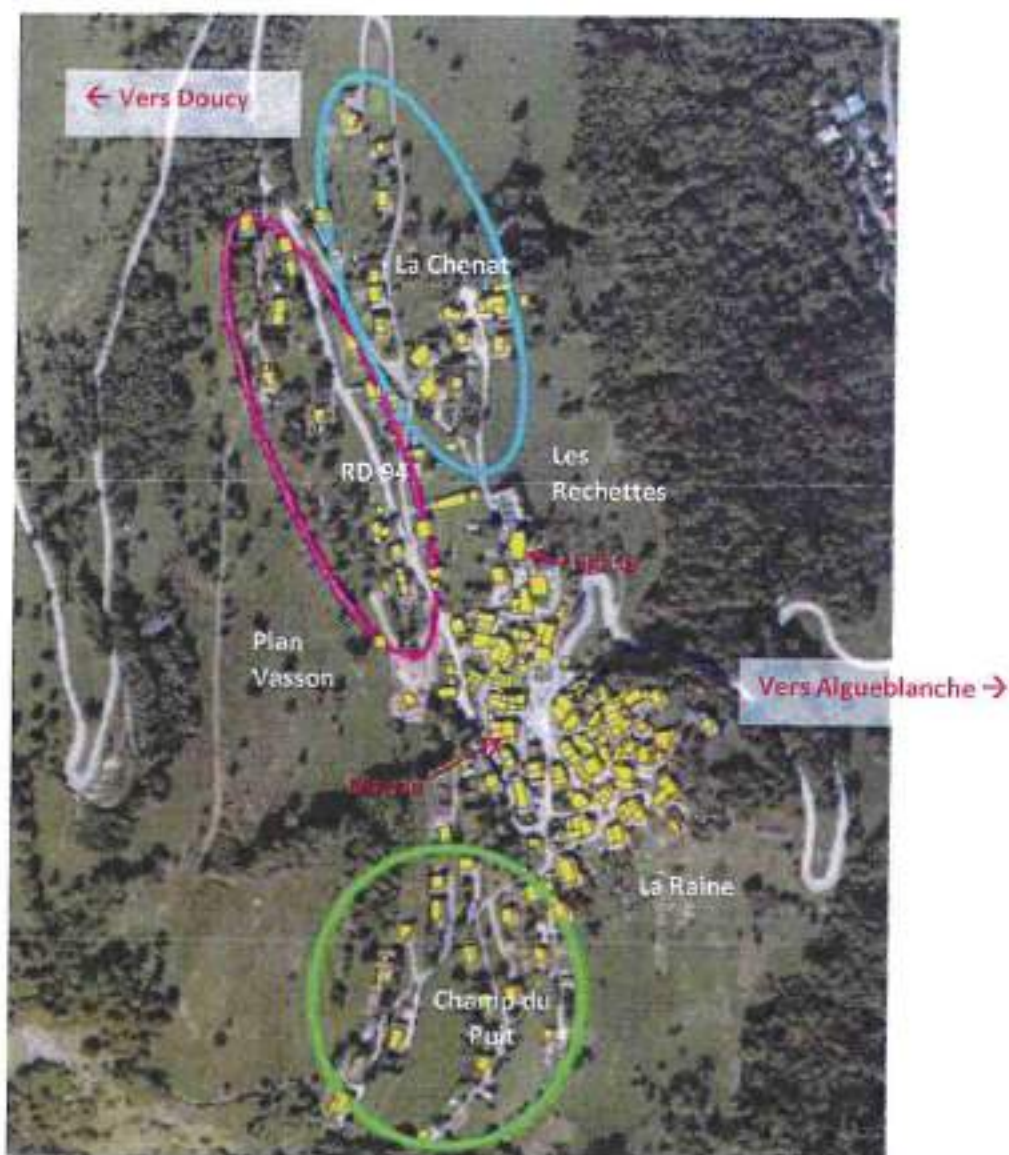 ← Vers Doucy
La Chenat
RD 94
Les
Rechettes
Plan
Vasson
Vers Aigueblanche →
La Raine
Champ du
Puit